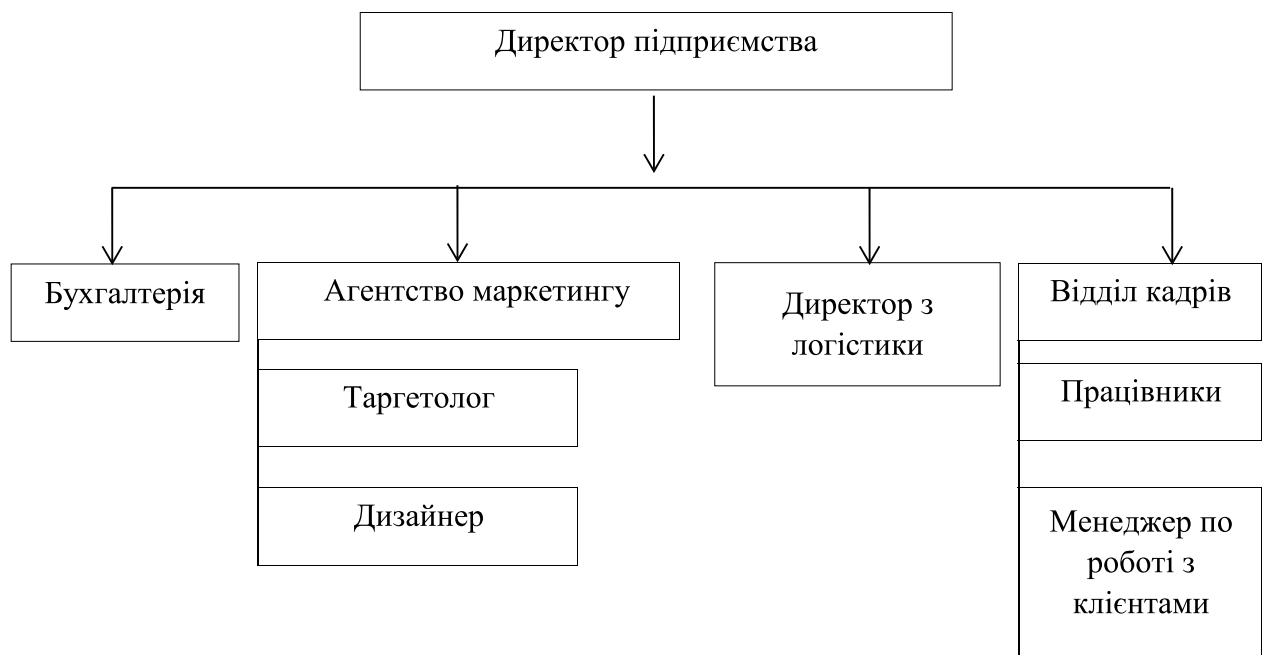 Директор підприємства
Бухгалтерія
Агентство маркетингу
Директор з
логістики
Відділ кадрів
Таргетолог
Працівники
Дизайнер
Менеджер по
роботі з
клієнтами